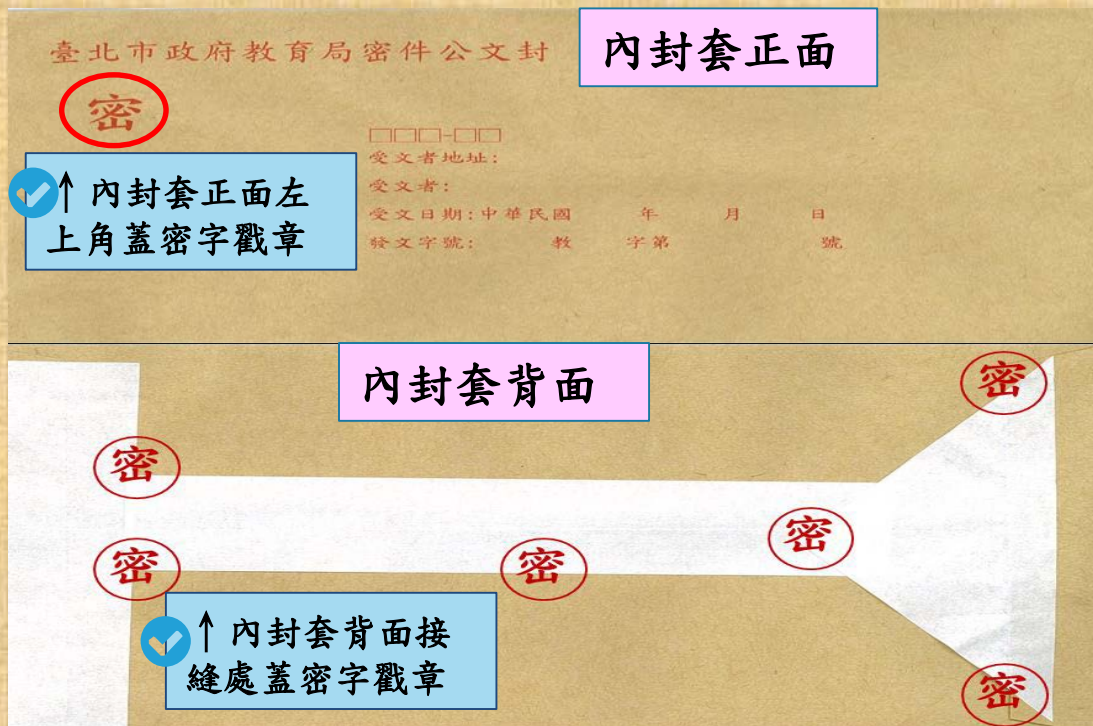 臺北市政府教育局密件公文封
內封套正面
密
□□□-□□
受文者地址:
受文者:
受文日期:中華民國 年 月 日
發文字號: 教 字第 號
↑內封套正面左
上角蓋密字戳章
內封套背面
密
密
密
密
密
↑內封套背面接
縫處蓋密字戳章
密